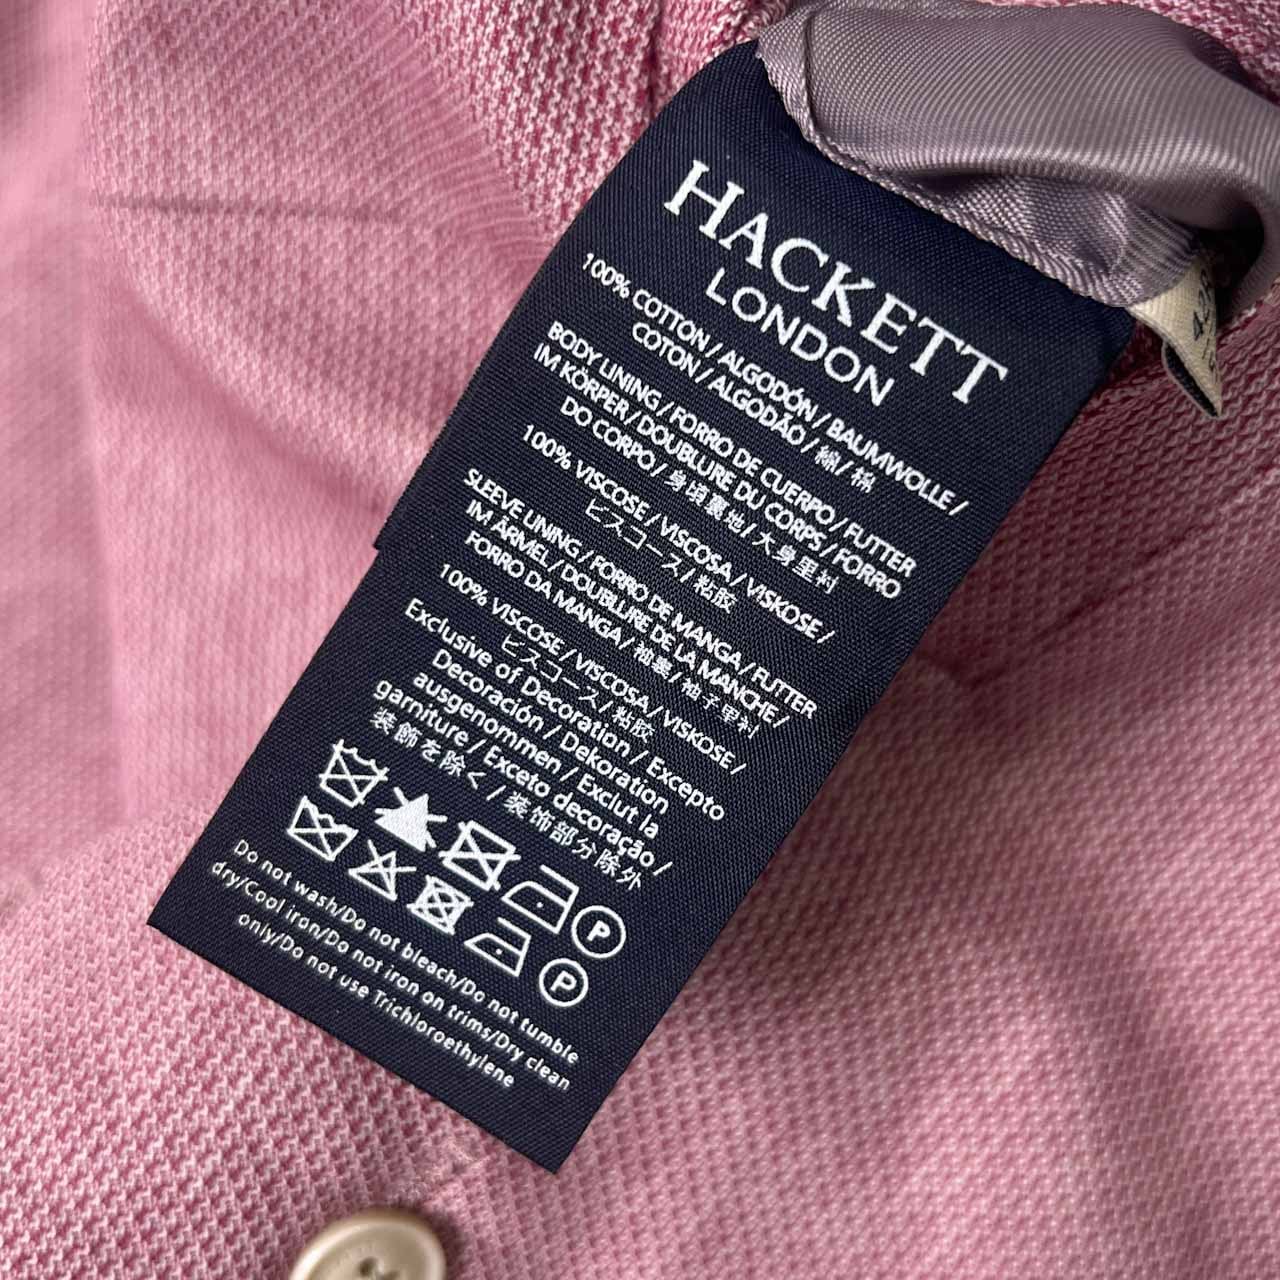 HACKETT
LONDON
100% COTTON / ALGODÓN / BAUMWOLLE /
COTON / ALGODÃO / 綿 / 棉
BODY LINING / FORRO DE CUERPO / FUTTER
IM KÖRPER / DOUBLURE DU CORPS / FORRO
DO CORPO / 身頃裏地 / 大身里衬
100% VISCOSE / VISCOSA / VISKOSE /
ビスコース / 粘胶
SLEEVE LINING / FORRO DE MANGA / FUTTER
IM ÄRMEL / DOUBLURE DE LA MANCHE /
FORRO DA MANGA / 袖裏 / 袖子里衬
100% VISCOSE / VISCOSA / VISKOSE /
ビスコース / 粘胶
Exclusive of Decoration / Excepto
Decoración / Dekoration
ausgenommen / Exclut la
garniture / Exceto decoração /
装飾を除く / 装饰部分除外
P
P
Do not wash/Do not bleach/Do not tumble
dry/Cool iron/Do not iron on trims/Dry clean
only/Do not use Trichloroethylene